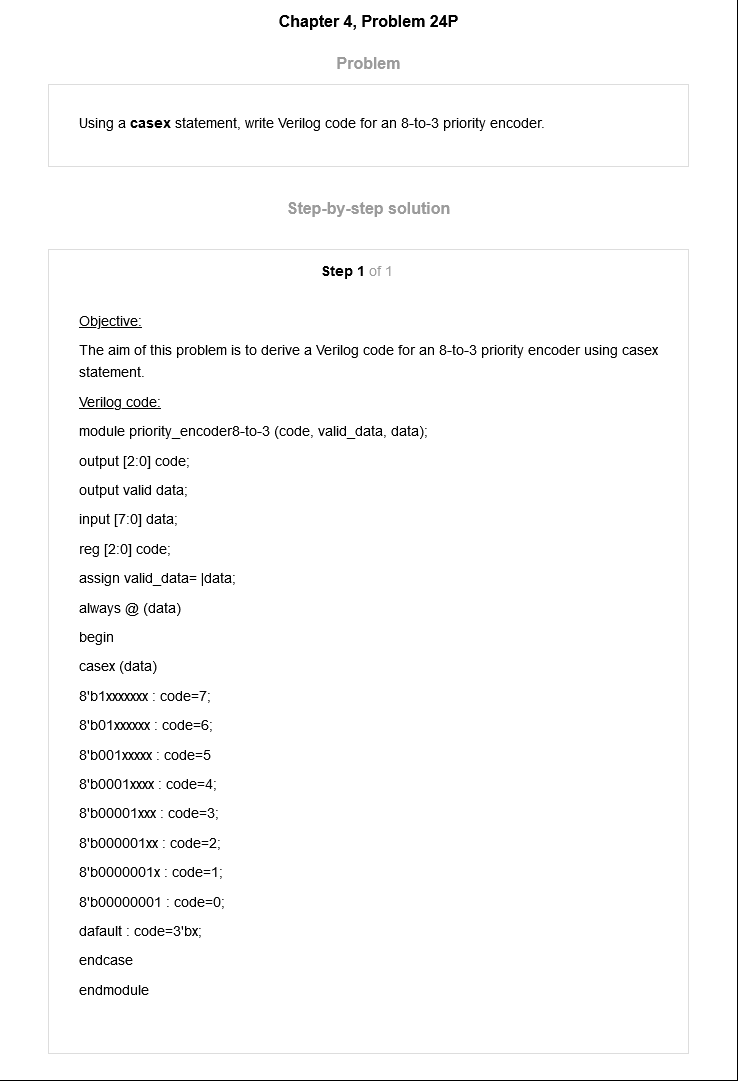 Chapter 4, Problem 24P
Problem
Using a casex statement, write Verilog code for an 8-to-3 priority encoder.
Step-by-step solution
Step 1 of 1
Objective:
The aim of this problem is to derive a Verilog code for an 8-to-3 priority encoder using casex
statement.
Verilog code:
module priority_encoder8-to-3 (code, valid_data, data);
output [2:0] code;
output valid data;
input [7:0] data;
reg [2:0] code;
assign valid_data= |data;
always @ (data)
begin
casex (data)
8'b1xxxxxxx : code=7;
8'b01xxxxxx : code=6;
8'b001xxxxx : code=5
8'b0001xxxx : code=4;
8'b00001xxx : code=3;
8'b000001xx : code=2;
8'b0000001x : code=1;
8'b00000001 : code=0;
dafault : code=3'bx;
endcase
endmodule